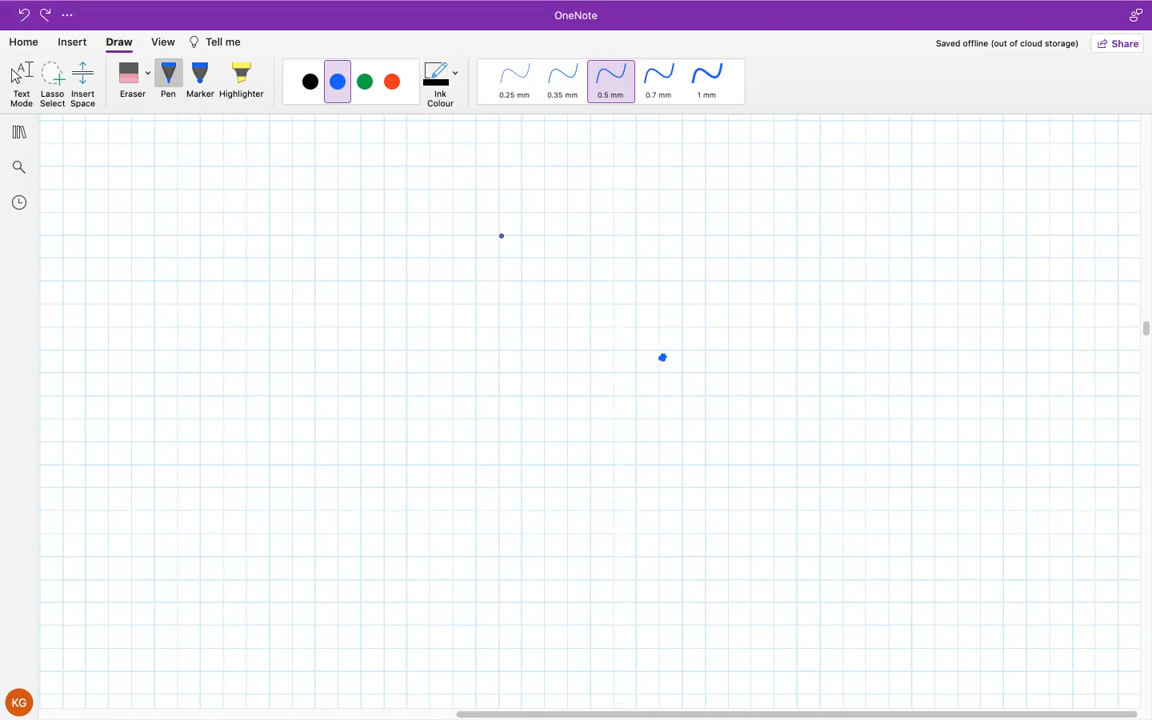 OneNote
Home Insert Draw View Tell me
Saved offline (out of cloud storage) Share
Text Mode
Lasso Select
Insert Space
Eraser
Pen
Marker
Highlighter
Ink Colour
0.25 mm
0.35 mm
0.5 mm
0.7 mm
1 mm
KG